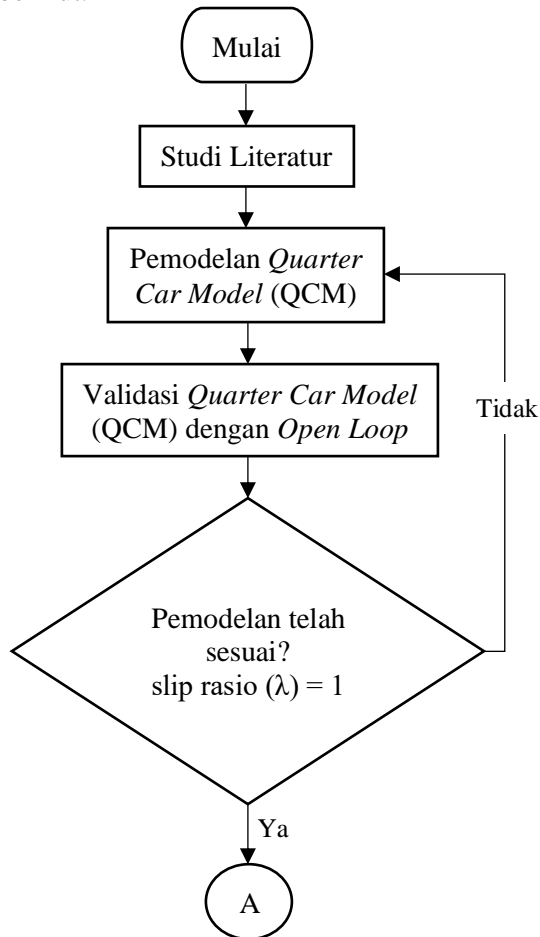 Mulai
Studi Literatur
Pemodelan Quarter
Car Model (QCM)
Validasi Quarter Car Model
(QCM) dengan Open Loop
Tidak
Pemodelan telah
sesuai?
slip rasio (λ) = 1
Ya
A